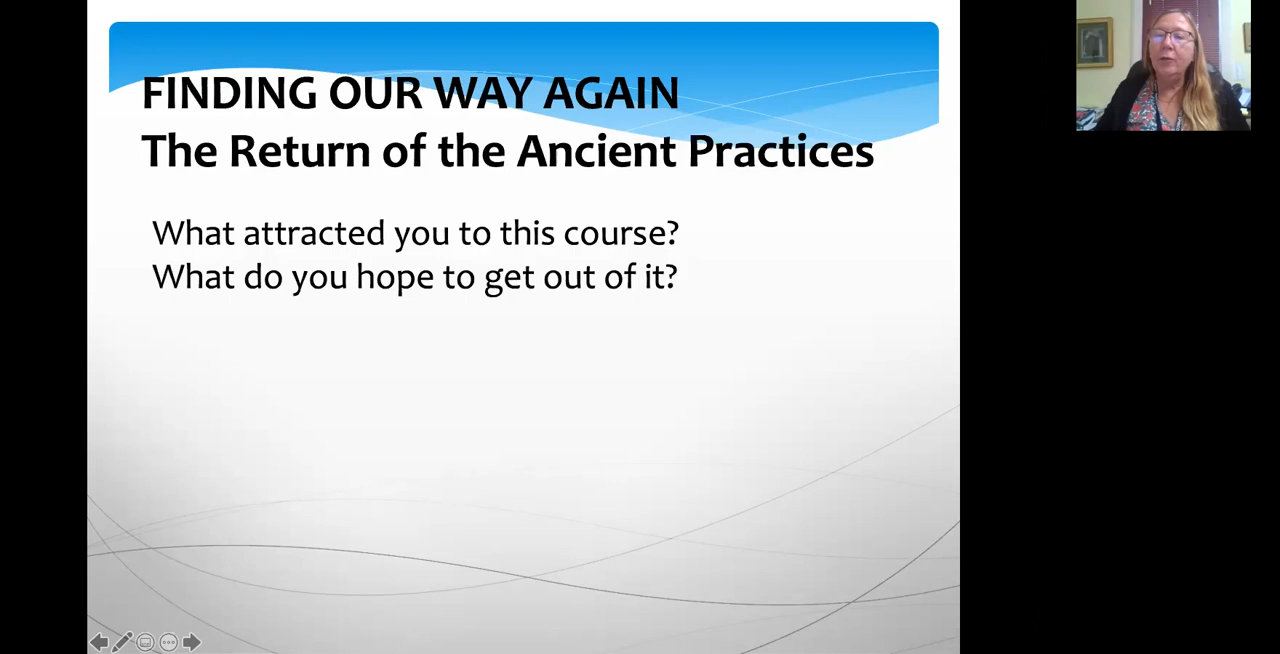 FINDING OUR WAY AGAIN
The Return of the Ancient Practices
What attracted you to this course?
What do you hope to get out of it?